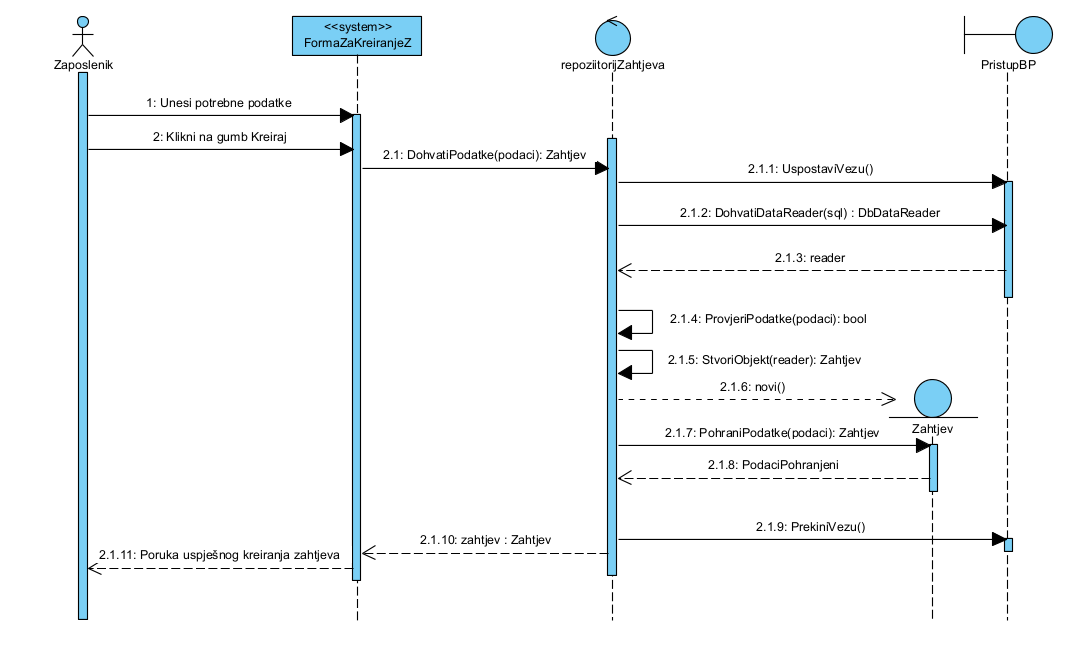 <<system>>
FormaZaKreiranjeZ
Zaposlenik
repoziitorijZahtjeva
PristupBP
1: Unesi potrebne podatke
2: Klikni na gumb Kreiraj
2.1: DohvatiPodatke(podaci): Zahtjev
2.1.1: UspostaviVezu()
2.1.2: DohvatiDataReader(sql) : DbDataReader
2.1.3: reader
2.1.4: ProvjeriPodatke(podaci): bool
2.1.5: StvoriObjekt(reader): Zahtjev
2.1.6: novi()
Zahtjev
2.1.7: PohraniPodatke(podaci): Zahtjev
2.1.8: PodaciPohranjeni
2.1.9: PrekiniVezu()
2.1.10: zahtjev : Zahtjev
2.1.11: Poruka uspješnog kreiranja zahtjeva